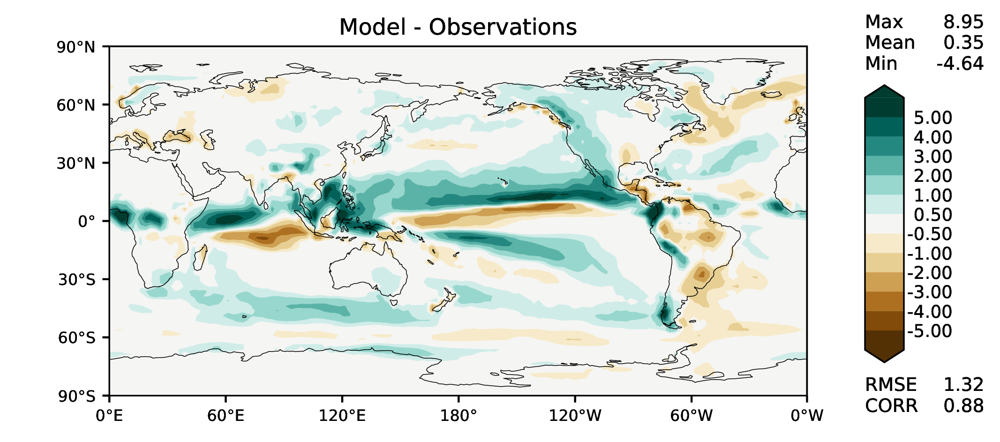 Model - Observations
Max 8.95
Mean 0.35
Min -4.64
90°N
60°N
30°N
0°
30°S
60°S
90°S
0°E 60°E 120°E 180° 120°W 60°W 0°W
5.00
4.00
3.00
2.00
1.00
0.50
-0.50
-1.00
-2.00
-3.00
-4.00
-5.00
RMSE 1.32
CORR 0.88